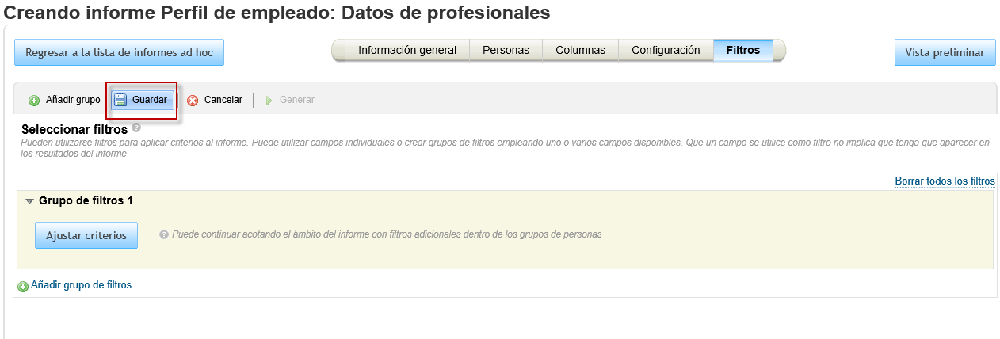 Creando informe Perfil de empleado: Datos de profesionales
Regresar a la lista de informes ad hoc
Información general
Personas
Columnas
Configuración
Filtros
Vista preliminar
Añadir grupo
Guardar
Cancelar
Generar
Seleccionar filtros
Pueden utilizarse filtros para aplicar criterios al informe. Puede utilizar campos individuales o crear grupos de filtros empleando uno o varios campos disponibles. Que un campo se utilice como filtro no implica que tenga que aparecer en
los resultados del informe
Borrar todos los filtros
Grupo de filtros 1
Ajustar criterios
Puede continuar acotando el ámbito del informe con filtros adicionales dentro de los grupos de personas
Añadir grupo de filtros